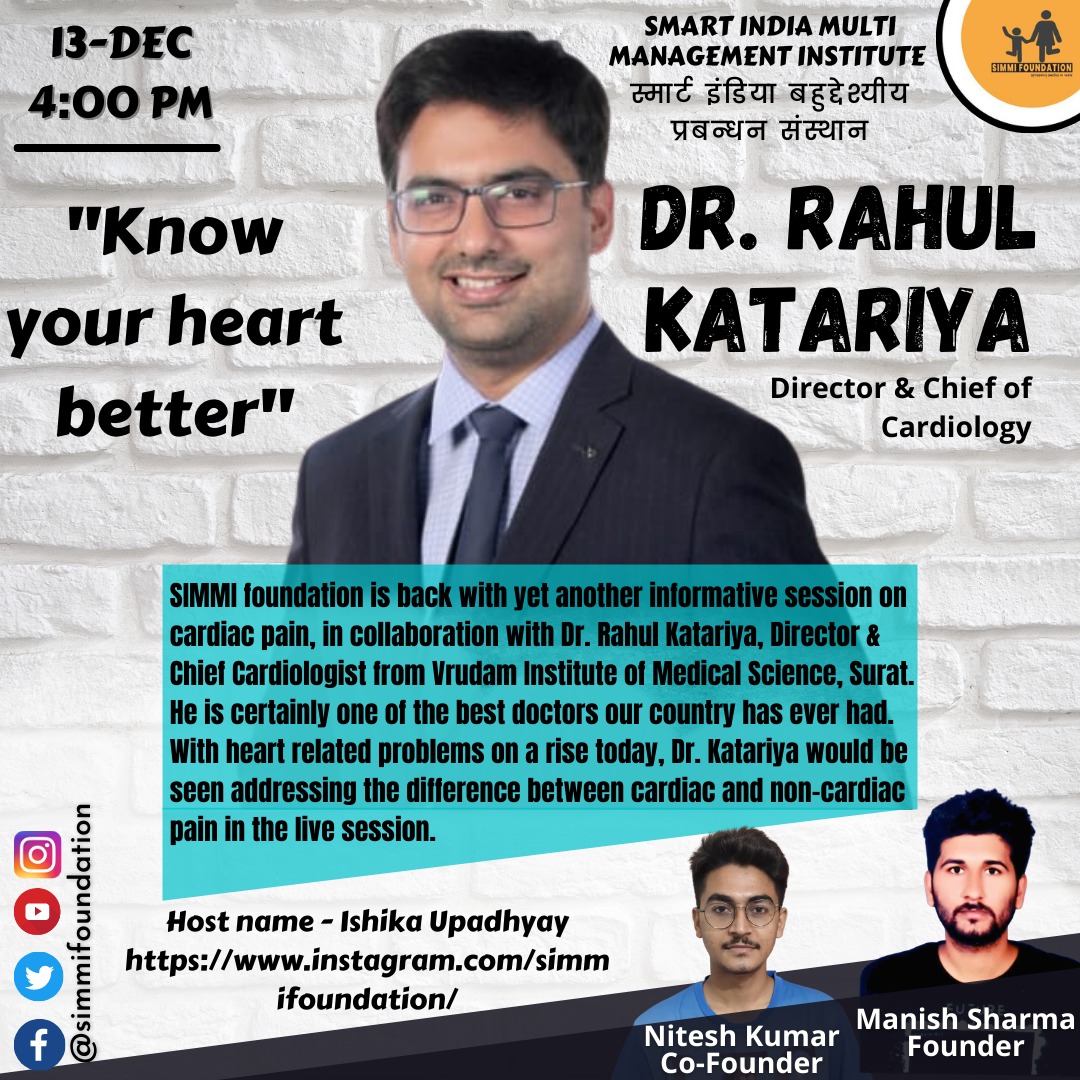 13-DEC
4:00 PM
SMART INDIA MULTI
MANAGEMENT INSTITUTE
स्मार्ट इंडिया बहुद्देश्यीय
प्रबन्धन संस्थान
SIMMI FOUNDATION
"Know
your heart
better"
DR. RAHUL
KATARIYA
Director & Chief of
Cardiology
SIMMI foundation is back with yet another informative session on
cardiac pain, in collaboration with Dr. Rahul Katariya, Director &
Chief Cardiologist from Vrudam Institute of Medical Science, Surat.
He is certainly one of the best doctors our country has ever had.
With heart related problems on a rise today, Dr. Katariya would be
seen addressing the difference between cardiac and non-cardiac
pain in the live session.
@simmifoundation
Host name - Ishika Upadhyay
https://www.instagram.com/simm
ifoundation/
Nitesh Kumar
Co-Founder
FUTURE
Manish Sharma
Founder